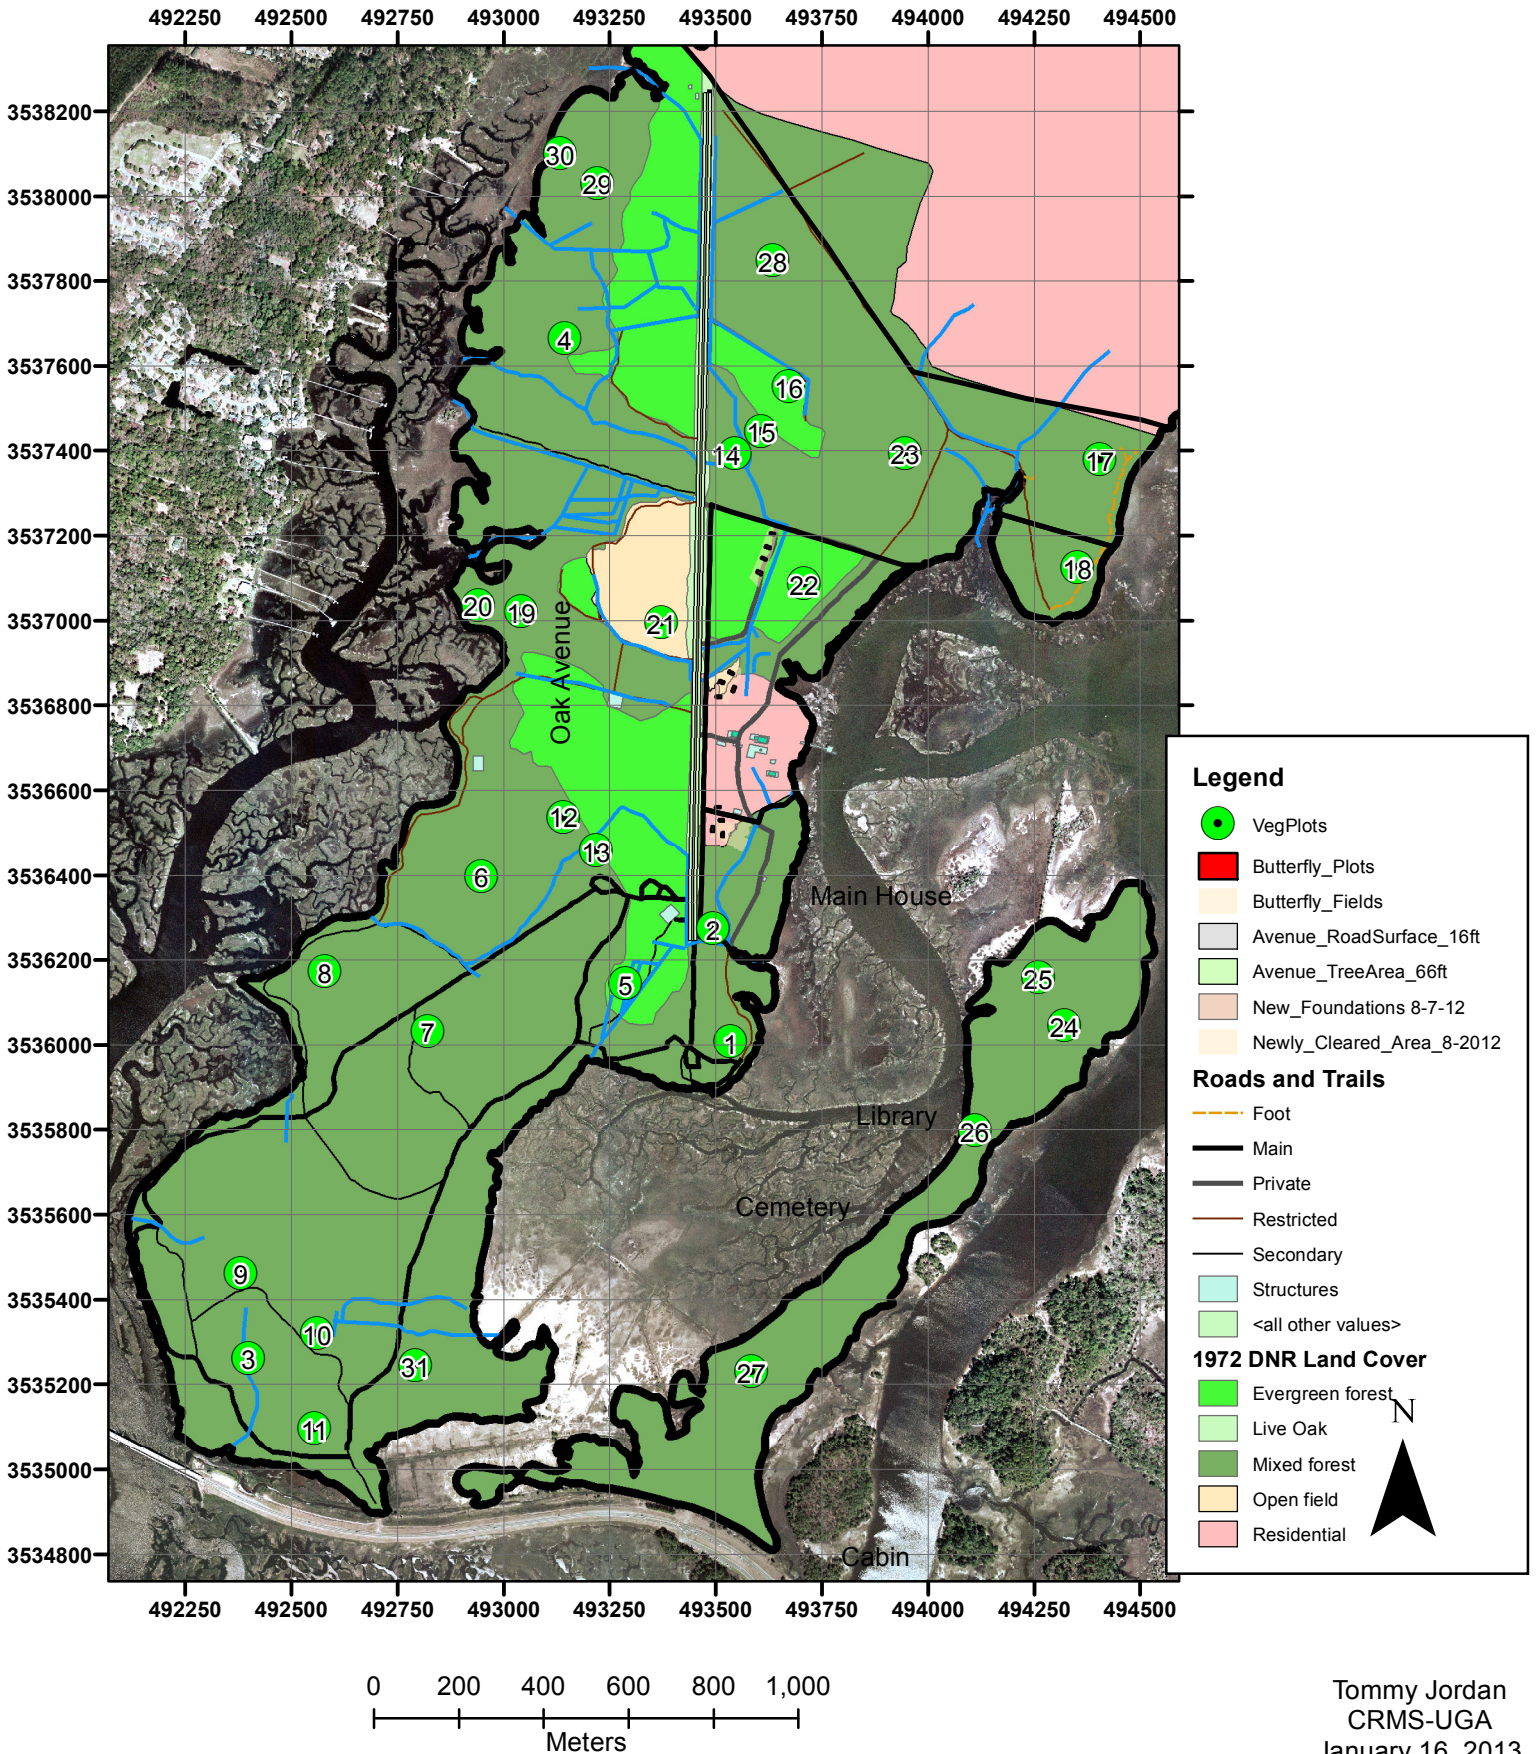 492250 492500 492750 493000 493250 493500 493750 494000 494250 494500
3538200
3538000
3537800
3537600
3537400
3537200
3537000
3536800
3536600
3536400
3536200
3536000
3535800
3535600
3535400
3535200
3535000
3534800
30
29
28
4
16
15
14
23
17
18
22
20
19
21
Oak Avenue
12
13
6
Main House
2
8
5
25
24
7
1
Library
26
Cemetery
9
10
3
31
27
11
Cabin
Legend
VegPlots
Butterfly_Plots
Butterfly_Fields
Avenue_RoadSurface_16ft
Avenue_TreeArea_66ft
New_Foundations 8-7-12
Newly_Cleared_Area_8-2012
Roads and Trails
Foot
Main
Private
Restricted
Secondary
Structures
<all other values>
1972 DNR Land Cover
Evergreen forest
N
Live Oak
Mixed forest
Open field
Residential
492250 492500 492750 493000 493250 493500 493750 494000 494250 494500
0 200 400 600 800 1,000
Meters
Tommy Jordan
CRMS-UGA
January 16, 2013